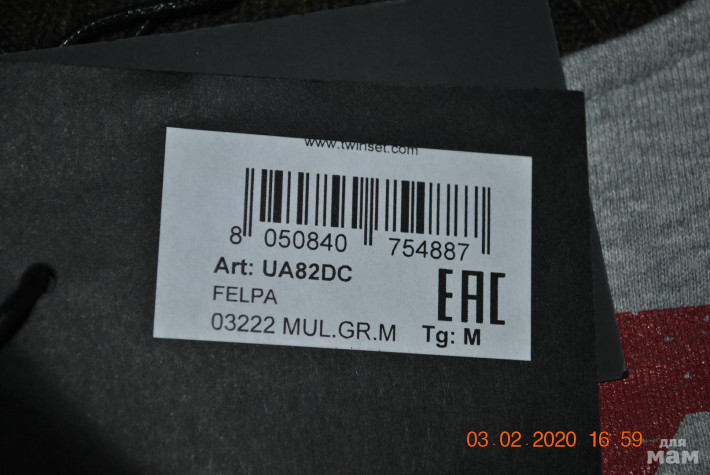 www.twinset.com
8 050840 754887
Art: UA82DC
FELPA
03222 MUL.GR.M
EAC
Tg: M
03.02.2020 16:59
для
мам